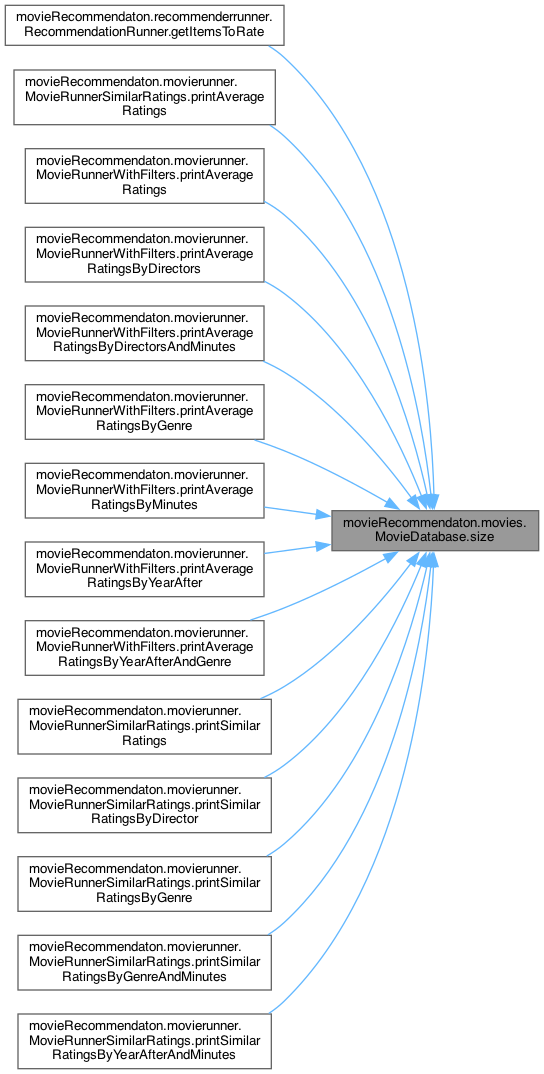 movieRecommendaton.recommenderrunner.
RecommendationRunner.getItemsToRate
movieRecommendaton.movierunner.
MovieRunnerSimilarRatings.printAverage
Ratings
movieRecommendaton.movierunner.
MovieRunnerWithFilters.printAverage
Ratings
movieRecommendaton.movierunner.
MovieRunnerWithFilters.printAverage
RatingsByDirectors
movieRecommendaton.movierunner.
MovieRunnerWithFilters.printAverage
RatingsByDirectorsAndMinutes
movieRecommendaton.movierunner.
MovieRunnerWithFilters.printAverage
RatingsByGenre
movieRecommendaton.movierunner.
MovieRunnerWithFilters.printAverage
RatingsByMinutes
movieRecommendaton.movies.
MovieDatabase.size
movieRecommendaton.movierunner.
MovieRunnerWithFilters.printAverage
RatingsByYearAfter
movieRecommendaton.movierunner.
MovieRunnerWithFilters.printAverage
RatingsByYearAfterAndGenre
movieRecommendaton.movierunner.
MovieRunnerSimilarRatings.printSimilar
Ratings
movieRecommendaton.movierunner.
MovieRunnerSimilarRatings.printSimilar
RatingsByDirector
movieRecommendaton.movierunner.
MovieRunnerSimilarRatings.printSimilar
RatingsByGenre
movieRecommendaton.movierunner.
MovieRunnerSimilarRatings.printSimilar
RatingsByGenreAndMinutes
movieRecommendaton.movierunner.
MovieRunnerSimilarRatings.printSimilar
RatingsByYearAfterAndMinutes